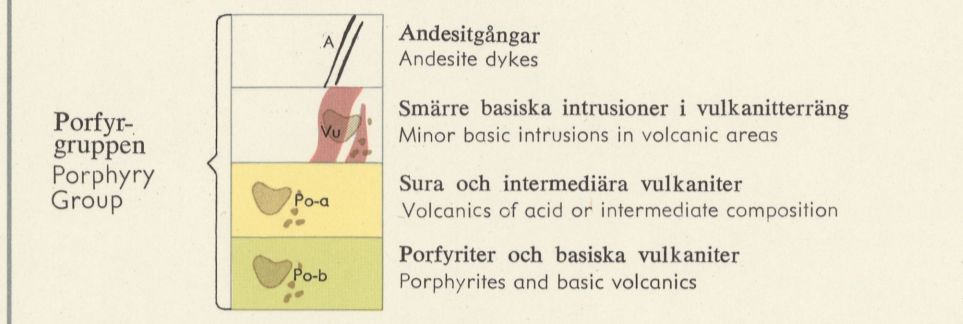 Porfyr-
gruppen
Porphyry
Group
A
Andesitgångar
Andesite dykes
Vu
Smärre basiska intrusioner i vulkanitterräng
Minor basic intrusions in volcanic areas
Po-a
Sura och intermediära vulkaniter
Volcanics of acid or intermediate composition
Po-b
Porfyriter och basiska vulkaniter
Porphyrites and basic volcanics